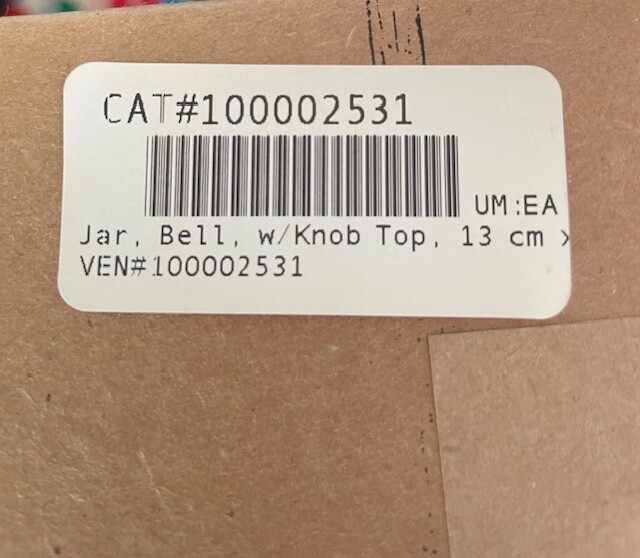 CAT#100002531
UM:EA
Jar, Bell, w/Knob Top, 13 cm x
VEN#100002531